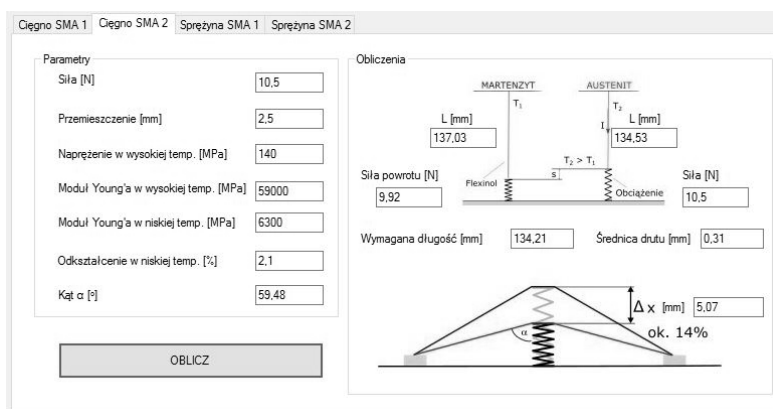 Cięgno SMA 1 Cięgno SMA 2 Sprężyna SMA 1 Sprężyna SMA 2
Parametry
Siła [N] 10,5
Przemieszczenie [mm] 2,5
Naprężenie w wysokiej temp. [MPa] 140
Moduł Young'a w wysokiej temp. [MPa] 59000
Moduł Young'a w niskiej temp. [MPa] 6300
Odkształcenie w niskiej temp. [%] 2,1
Kąt α [º] 59,48
OBLICZ
Obliczenia
MARTENZYT AUSTENIT
T1 T2
L [mm] I L [mm]
137,03 134,53
T2 > T1
Siła powrotu [N] Flexinol s Obciążenie Siła [N]
9,92 10,5
Wymagana długość [mm] 134,21 Średnica drutu [mm] 0,31
Δ x [mm] 5,07
α ok. 14%